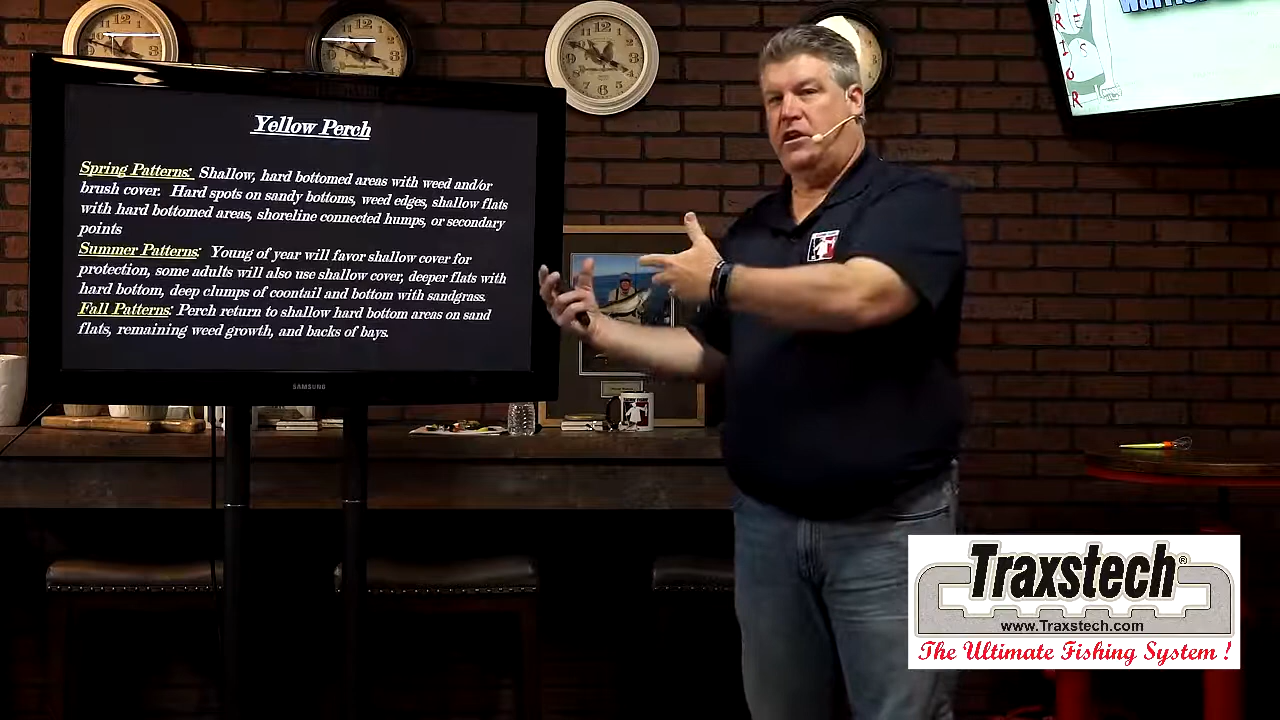 Yellow Perch
Spring Patterns: Shallow, hard bottomed areas with weed and/or
brush cover. Hard spots on sandy bottoms, weed edges, shallow flats
with hard bottomed areas, shoreline connected humps, or secondary
points
Summer Patterns: Young of year will favor shallow cover for
protection, some adults will also use shallow cover, deeper flats with
hard bottom, deep clumps of coontail and bottom with sandgrass.
Fall Patterns: Perch return to shallow hard bottom areas on sand
flats, remaining weed growth, and backs of bays.
SAMSUNG
Traxstech®
www.Traxstech.com
The Ultimate Fishing System !